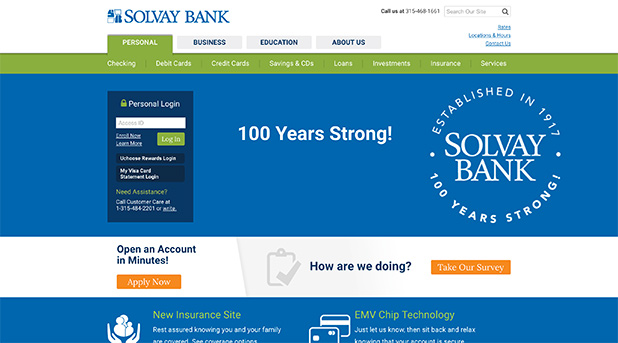 SOLVAY BANK
Call us at 315-468-1661
Search Our Site
Rates
Locations & Hours
Contact Us
PERSONAL
BUSINESS
EDUCATION
ABOUT US
Checking
Debit Cards
Credit Cards
Savings & CDs
Loans
Investments
Insurance
Services
Personal Login
Access ID
Enroll Now
Learn More
Log in
Uchoose Rewards Login
My Visa Card
Statement Login
Need Assistance?
Call Customer Care at
1-315-484-2201 or write.
100 Years Strong!
ESTABLISHED IN 1917
SOLVAY
BANK
100 YEARS STRONG!
Open an Account
in Minutes!
Apply Now
How are we doing?
Take Our Survey
New Insurance Site
Rest assured knowing you and your family
are covered. See coverage options
EMV Chip Technology
Just let us know, then sit back and relax
knowing that your account is secure